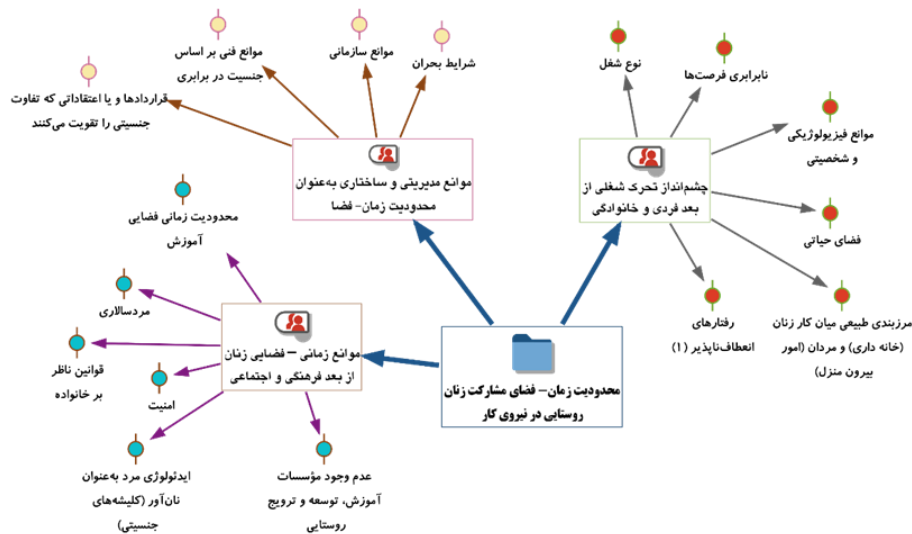 شرایط بحران
موانع سازمانی
موانع فنی بر اساس
جنسیت در برابری
قراردادها و یا اعتقاداتی که تفاوت
جنسیتی را تقویت می‌کنند
موانع مدیریتی و ساختاری به‌عنوان
محدودیت زمان- فضا
نوع شغل
نابرابری فرصت‌ها
موانع فیزیولوژیکی
و شخصیتی
فضای حیاتی
مرزبندی طبیعی میان کار زنان
(خانه داری) و مردان (امور
بیرون منزل)
رفتارهای
انعطاف‌ناپذیر (۱)
چشم‌انداز تحرک شغلی از
بعد فردی و خانوادگی
محدودیت زمان- فضای مشارکت زنان
روستایی در نیروی کار
موانع زمانی – فضایی زنان
از بعد فرهنگی و اجتماعی
محدودیت زمانی فضایی
آموزش
مردسالاری
قوانین ناظر
بر خانواده
امنیت
ایدئولوژی مرد به‌عنوان
نان‌آور (کلیشه‌های
جنسیتی)
عدم وجود مؤسسات
آموزش، توسعه و ترویج
روستایی